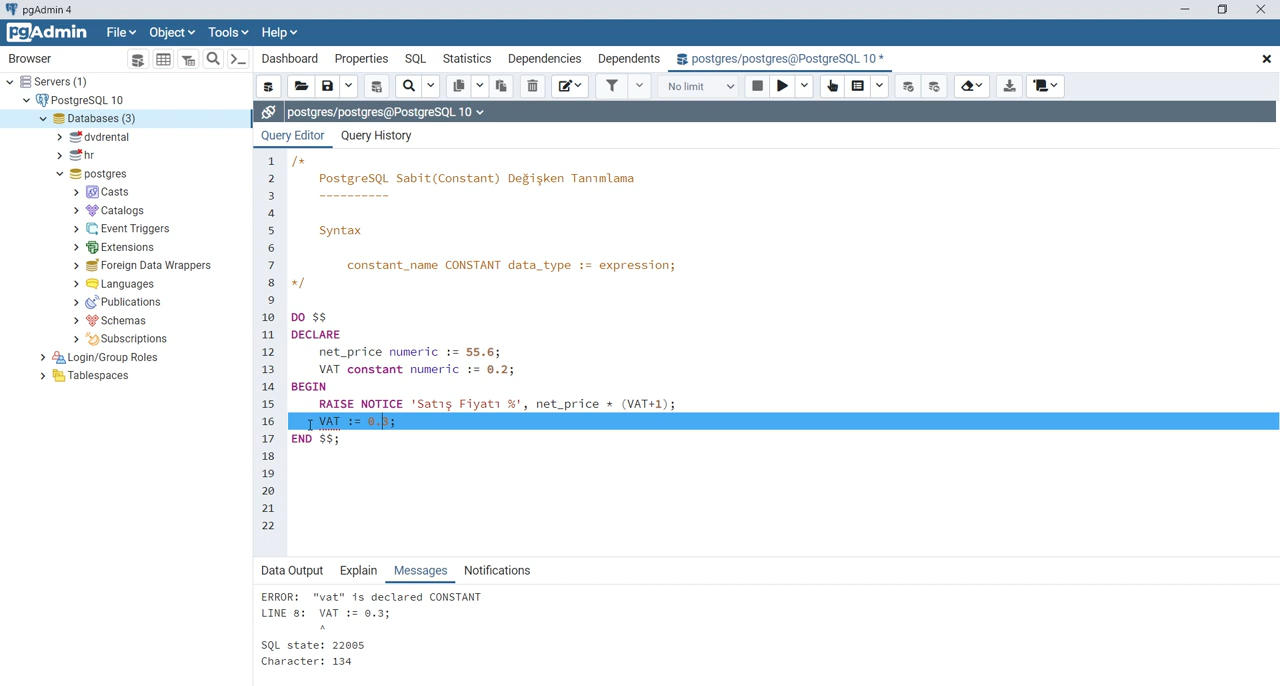 pgAdmin 4
pgAdmin File Object Tools Help
Browser
Dashboard Properties SQL Statistics Dependencies Dependents postgres/postgres@PostgreSQL 10 *
No limit
postgres/postgres@PostgreSQL 10
Query Editor Query History
Servers (1)
PostgreSQL 10
Databases (3)
dvdrental
hr
postgres
Casts
Catalogs
Event Triggers
Extensions
Foreign Data Wrappers
Languages
Publications
Schemas
Subscriptions
Login/Group Roles
Tablespaces
1 /*
2 PostgreSQL Sabit(Constant) Değişken Tanımlama
3 ----------
4
5 Syntax
6
7 constant_name CONSTANT data_type := expression;
8 */
9
10 DO $$
11 DECLARE
12 net_price numeric := 55.6;
13 VAT constant numeric := 0.2;
14 BEGIN
15 RAISE NOTICE 'Satış Fiyatı %', net_price * (VAT+1);
16 VAT := 0.3;
17 END $$;
18
19
20
21
22
Data Output Explain Messages Notifications
ERROR: "vat" is declared CONSTANT
LINE 8: VAT := 0.3;
^
SQL state: 22005
Character: 134